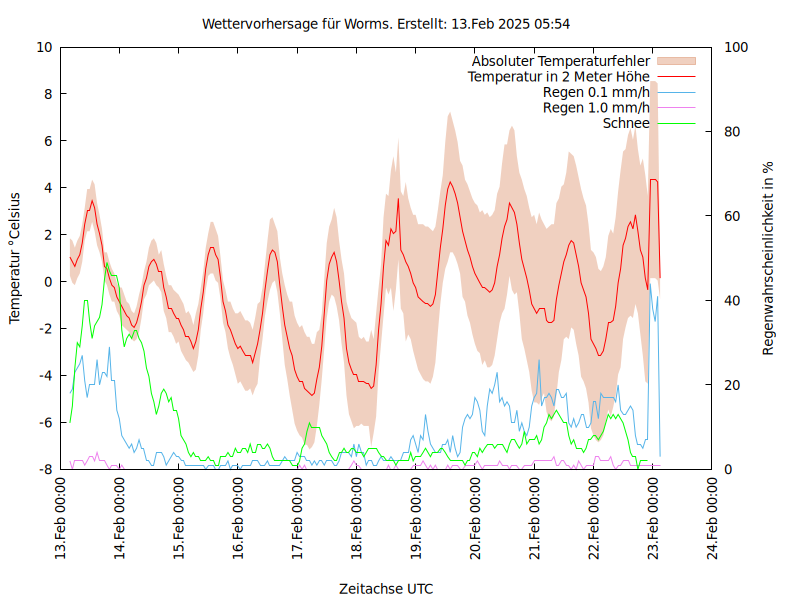 Wettervorhersage für Worms. Erstellt: 13.Feb 2025 05:54
Absoluter Temperaturfehler
Temperatur in 2 Meter Höhe
Regen 0.1 mm/h
Regen 1.0 mm/h
Schnee
Temperatur °Celsius
10
8
6
4
2
0
-2
-4
-6
-8
Regenwahrscheinlichkeit in %
100
80
60
40
20
0
13.Feb 00:00
14.Feb 00:00
15.Feb 00:00
16.Feb 00:00
17.Feb 00:00
18.Feb 00:00
19.Feb 00:00
20.Feb 00:00
21.Feb 00:00
22.Feb 00:00
23.Feb 00:00
24.Feb 00:00
Zeitachse UTC